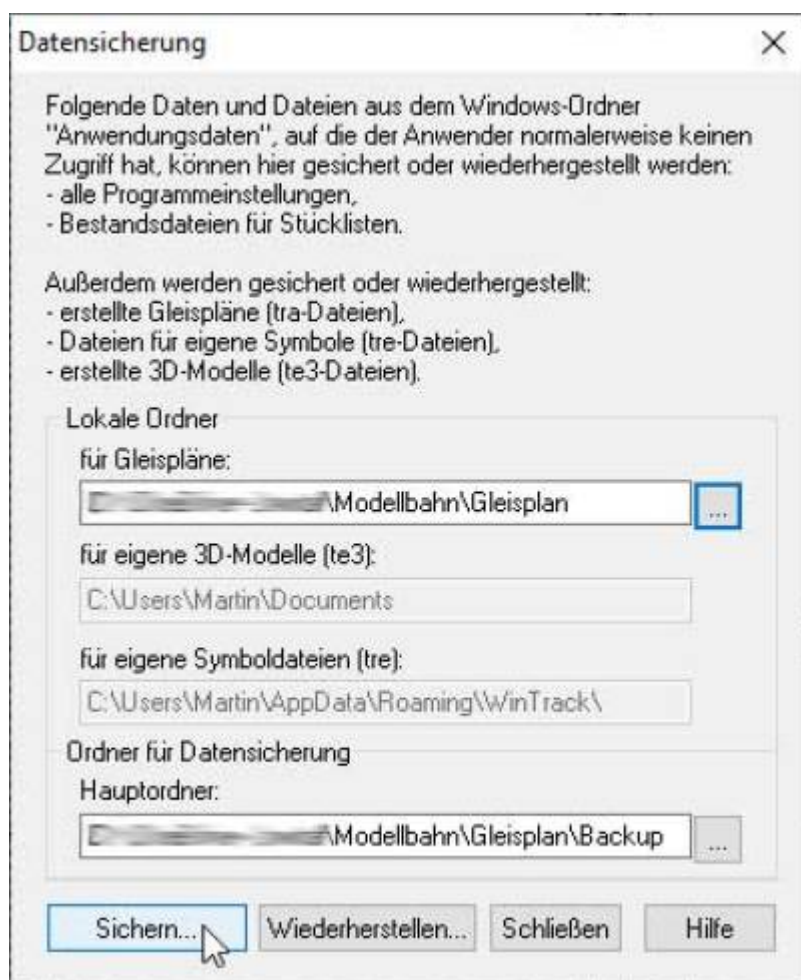 Datensicherung
Folgende Daten und Dateien aus dem Windows-Ordner
"Anwendungsdaten", auf die der Anwender normalerweise keinen
Zugriff hat, können hier gesichert oder wiederhergestellt werden:
- alle Programmeinstellungen,
- Bestandsdateien für Stücklisten.
Außerdem werden gesichert oder wiederhergestellt:
- erstellte Gleispläne (tra-Dateien),
- Dateien für eigene Symbole (tre-Dateien),
- erstellte 3D-Modelle (te3-Dateien).
Lokale Ordner
für Gleispläne:
\Modellbahn\Gleisplan ...
für eigene 3D-Modelle (te3):
C:\Users\Martin\Documents
für eigene Symboldateien (tre):
C:\Users\Martin\AppData\Roaming\WinTrack\
Ordner für Datensicherung
Hauptordner:
\Modellbahn\Gleisplan\Backup ...
Sichern... Wiederherstellen... Schließen Hilfe